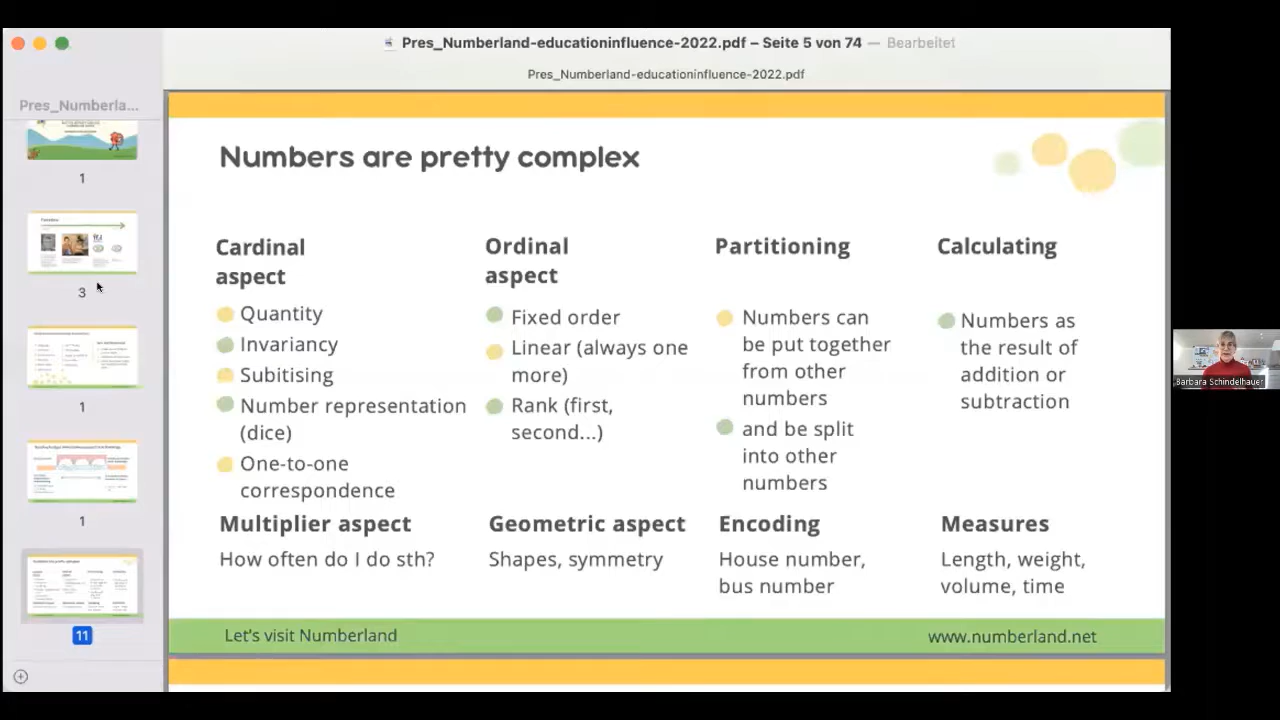 Pres_Numberland-educationinfluence-2022.pdf – Seite 5 von 74 — Bearbeitet
Pres_Numberland-educationinfluence-2022.pdf
Pres_Numberla...
1
3
1
1
11
Numbers are pretty complex
Cardinal
aspect
Quantity
Invariancy
Subitising
Number representation
(dice)
One-to-one
correspondence
Ordinal
aspect
Fixed order
Linear (always one
more)
Rank (first,
second...)
Partitioning
Numbers can
be put together
from other
numbers
and be split
into other
numbers
Calculating
Numbers as
the result of
addition or
subtraction
Multiplier aspect
How often do I do sth?
Geometric aspect
Shapes, symmetry
Encoding
House number,
bus number
Measures
Length, weight,
volume, time
Let's visit Numberland
www.numberland.net
Barbara Schindelhauer